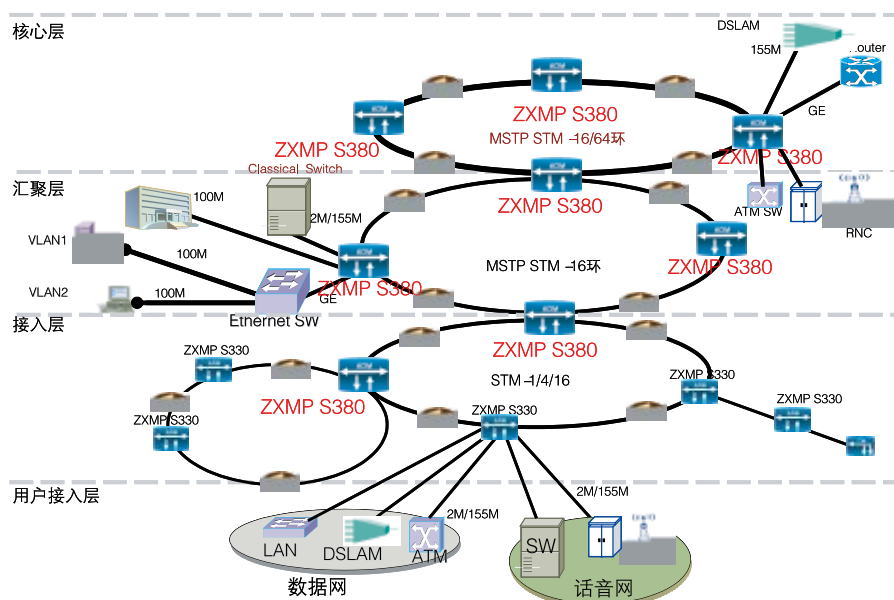 核心层
DSLAM
155M
GE
ZXMP S380
MSTP STM –16/64环
ZXMP S380
ZXMP S380
Classical Switch
汇聚层
100M
ZXMP S380
2M/155M
ATM SW
RNC
VLAN1
100M
MSTP STM –16环
ZXMP S380
VLAN2
100M
GE
ZXMP S380
Ethernet SW
接入层
ZXMP S380
ZXMP S330
STM –1/4/16
ZXMP S330
ZXMP S380
ZXMP S330
ZXMP S330
ZXMP S330
用户接入层
2M/155M
2M/155M
LAN
DSLAM
ATM
SW
数据网
话音网